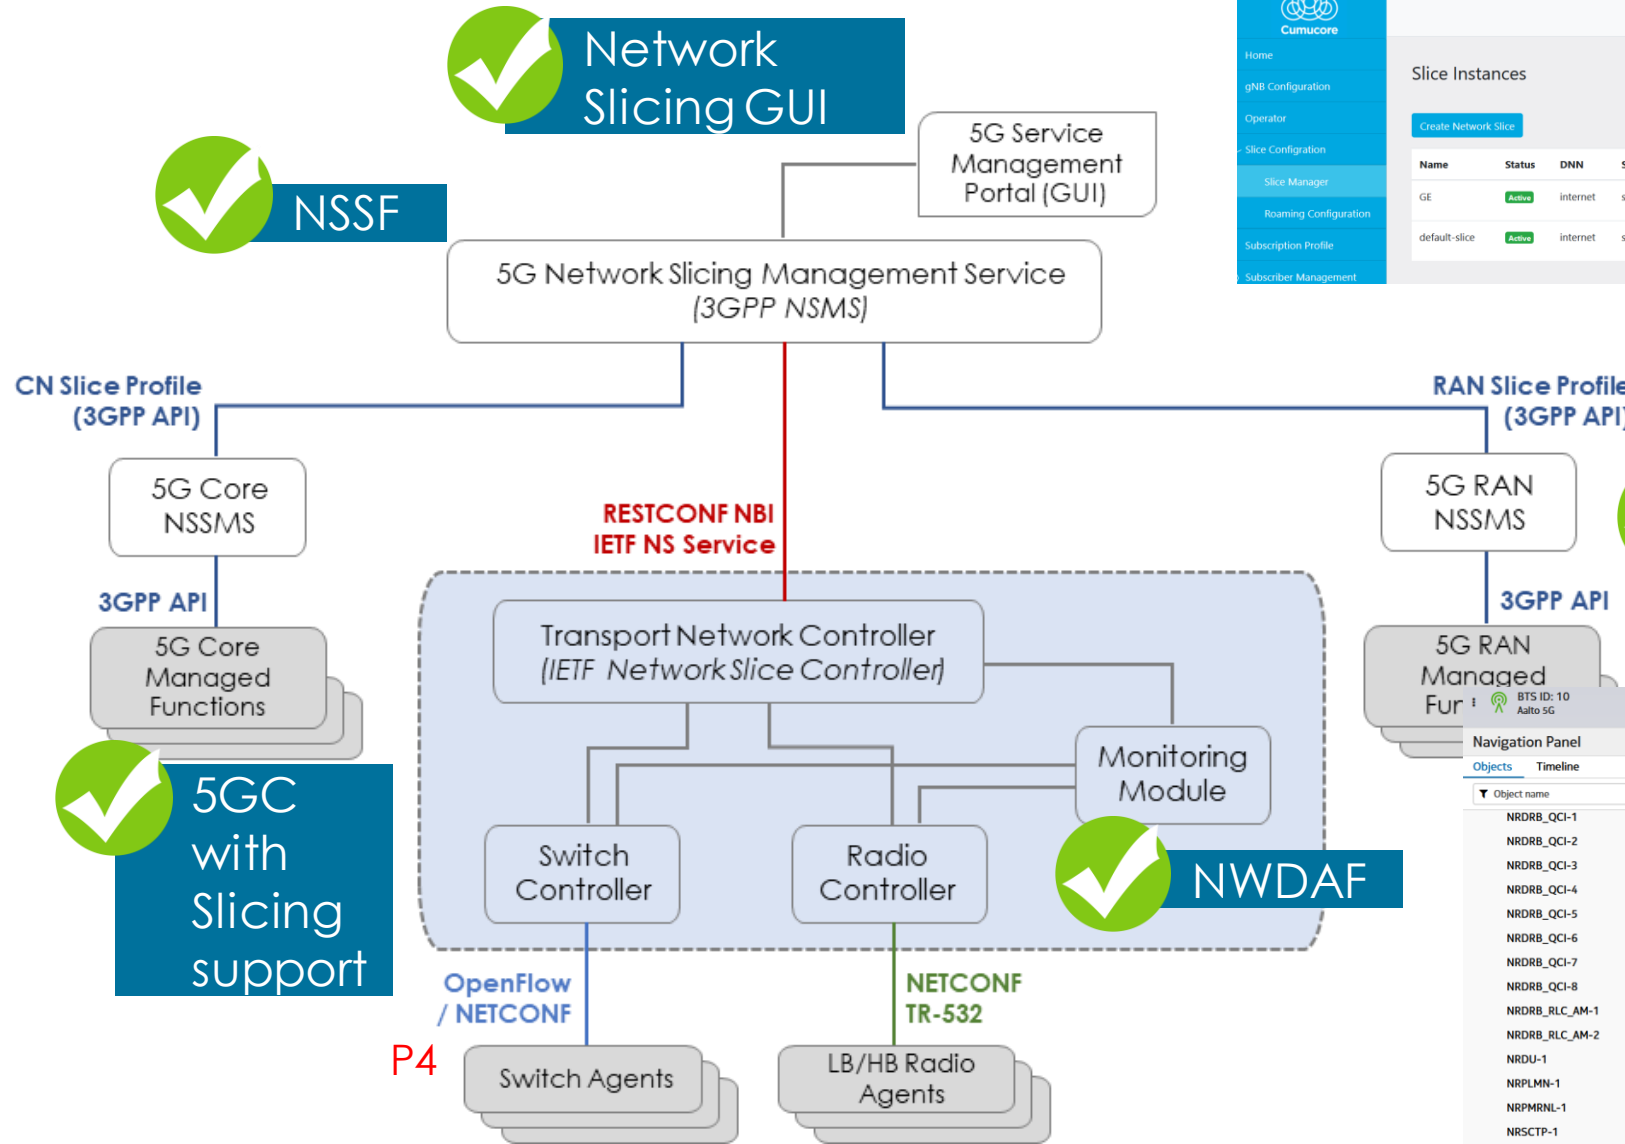 Network
Slicing GUI
NSSF
5G Service
Management
Portal (GUI)
5G Network Slicing Management Service
(3GPP NSMS)
Cumucore
Home
gNB Configuration
Operator
Slice Configration
Slice Manager
Roaming Configuration
Subscription Profile
Subscriber Management
Slice Instances
Create Network Slice
Name Status DNN S
GE Active internet s
default-slice Active internet s
CN Slice Profile
(3GPP API)
RAN Slice Profile
(3GPP API)
5G Core
NSSMS
RESTCONF NBI
IETF NS Service
5G RAN
NSSMS
3GPP API
3GPP API
5G Core
Managed
Functions
Transport Network Controller
(IETF Network Slice Controller)
5G RAN
Managed
Fur
Monitoring
Module
Switch
Controller
Radio
Controller
NWDAF
5GC
with
Slicing
support
OpenFlow
/ NETCONF
NETCONF
TR-532
P4
Switch Agents
LB/HB Radio
Agents
BTS ID: 10
Aalto 5G
Navigation Panel
Objects Timeline
Object name
NRDRB_QCI-1
NRDRB_QCI-2
NRDRB_QCI-3
NRDRB_QCI-4
NRDRB_QCI-5
NRDRB_QCI-6
NRDRB_QCI-7
NRDRB_QCI-8
NRDRB_RLC_AM-1
NRDRB_RLC_AM-2
NRDU-1
NRPLMN-1
NRPMRNL-1
NRSCTP-1